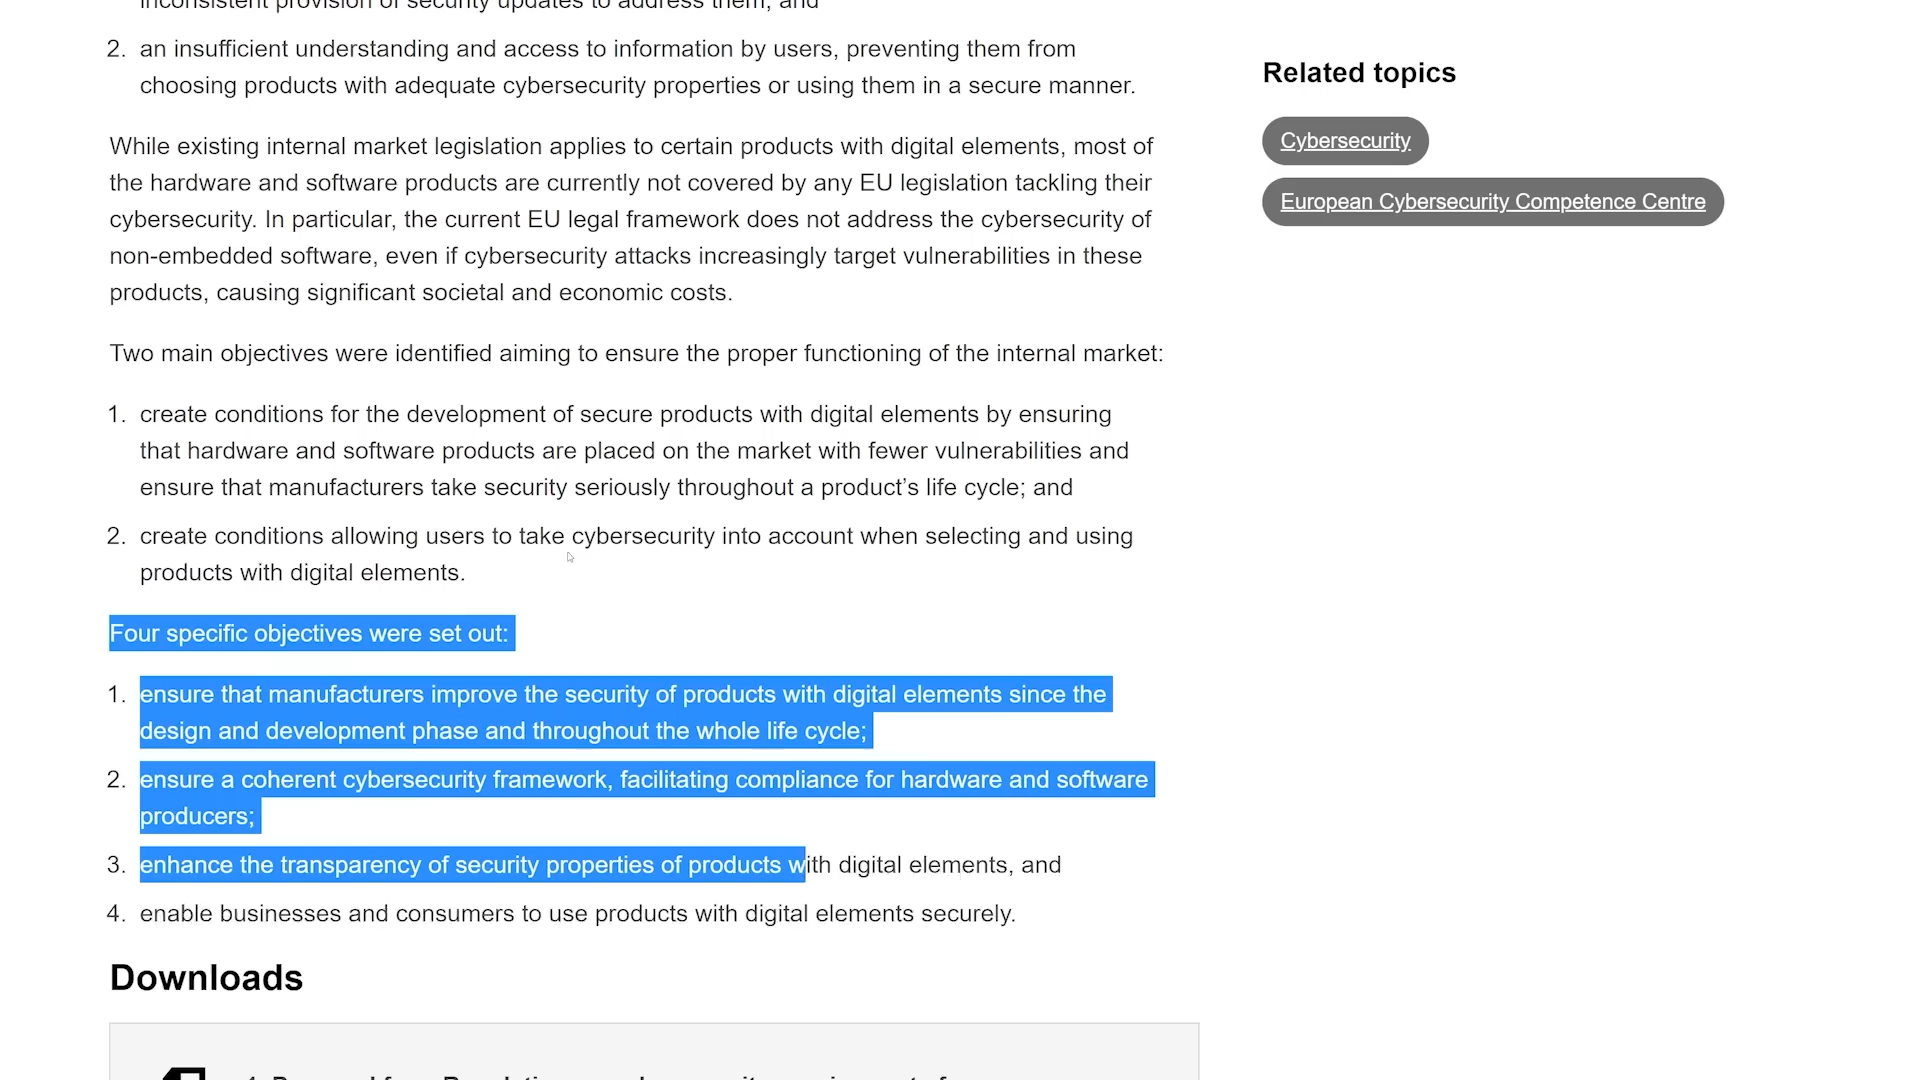 inconsistent provision of security updates to address them, and
2. an insufficient understanding and access to information by users, preventing them from
choosing products with adequate cybersecurity properties or using them in a secure manner.
While existing internal market legislation applies to certain products with digital elements, most of
the hardware and software products are currently not covered by any EU legislation tackling their
cybersecurity. In particular, the current EU legal framework does not address the cybersecurity of
non-embedded software, even if cybersecurity attacks increasingly target vulnerabilities in these
products, causing significant societal and economic costs.
Two main objectives were identified aiming to ensure the proper functioning of the internal market:
1. create conditions for the development of secure products with digital elements by ensuring
that hardware and software products are placed on the market with fewer vulnerabilities and
ensure that manufacturers take security seriously throughout a product’s life cycle; and
2. create conditions allowing users to take cybersecurity into account when selecting and using
products with digital elements.
Four specific objectives were set out:
1. ensure that manufacturers improve the security of products with digital elements since the
design and development phase and throughout the whole life cycle;
2. ensure a coherent cybersecurity framework, facilitating compliance for hardware and software
producers;
3. enhance the transparency of security properties of products with digital elements, and
4. enable businesses and consumers to use products with digital elements securely.
Downloads
Related topics
Cybersecurity
European Cybersecurity Competence Centre